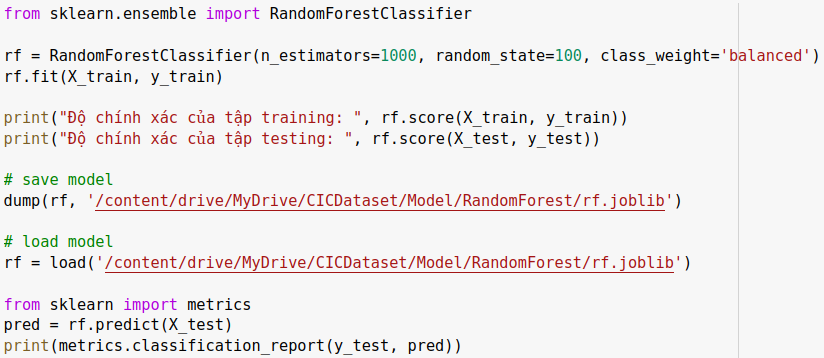 from sklearn.ensemble import RandomForestClassifier
rf = RandomForestClassifier(n_estimators=1000, random_state=100, class_weight='balanced')
rf.fit(X_train, y_train)
print("Độ chính xác của tập training: ", rf.score(X_train, y_train))
print("Độ chính xác của tập testing: ", rf.score(X_test, y_test))
# save model
dump(rf, '/content/drive/MyDrive/CICDataset/Model/RandomForest/rf.joblib')
# load model
rf = load('/content/drive/MyDrive/CICDataset/Model/RandomForest/rf.joblib')
from sklearn import metrics
pred = rf.predict(X_test)
print(metrics.classification_report(y_test, pred))